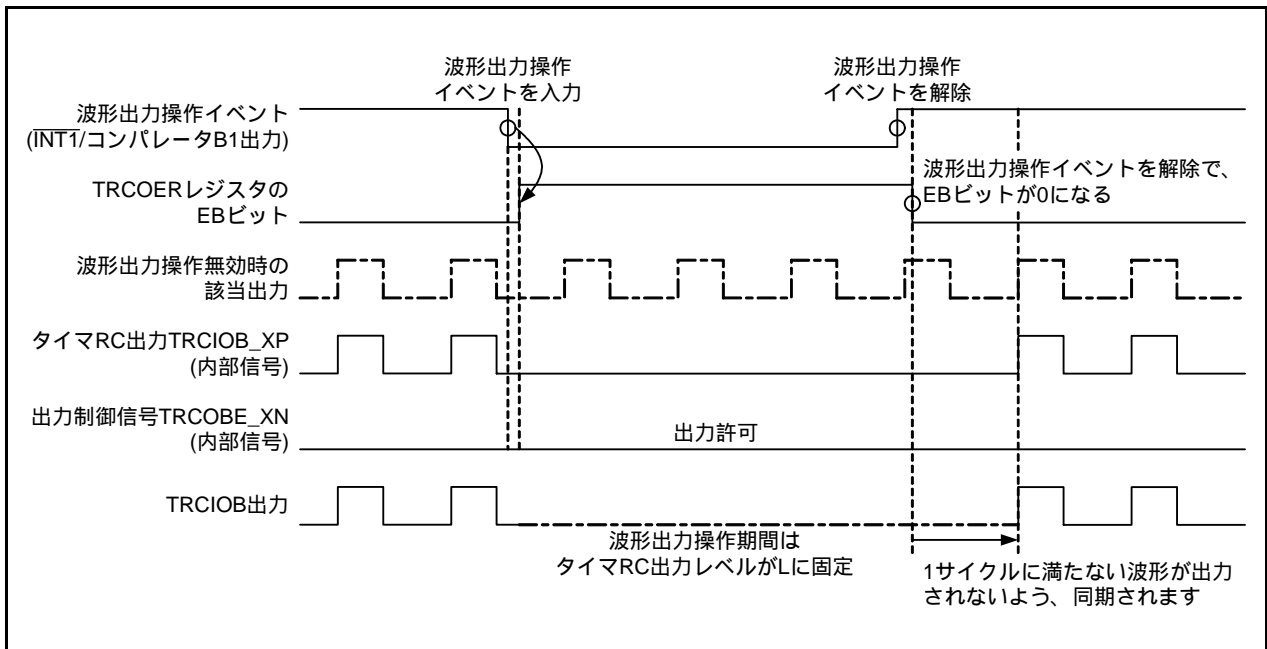 波形出力操作
イベントを入力
波形出力操作
イベントを解除
波形出力操作イベント
(INT1/コンパレータB1出力)
波形出力操作イベントを解除で、
EBビットが0になる
TRCOERレジスタの
EBビット
波形出力操作無効時の
該当出力
タイマRC出力TRCIOB_XP
(内部信号)
出力制御信号TRCOBE_XN
(内部信号)
出力許可
TRCIOB出力
波形出力操作期間は
タイマRC出力レベルがLに固定
1サイクルに満たない波形が出力
されないよう、同期されます